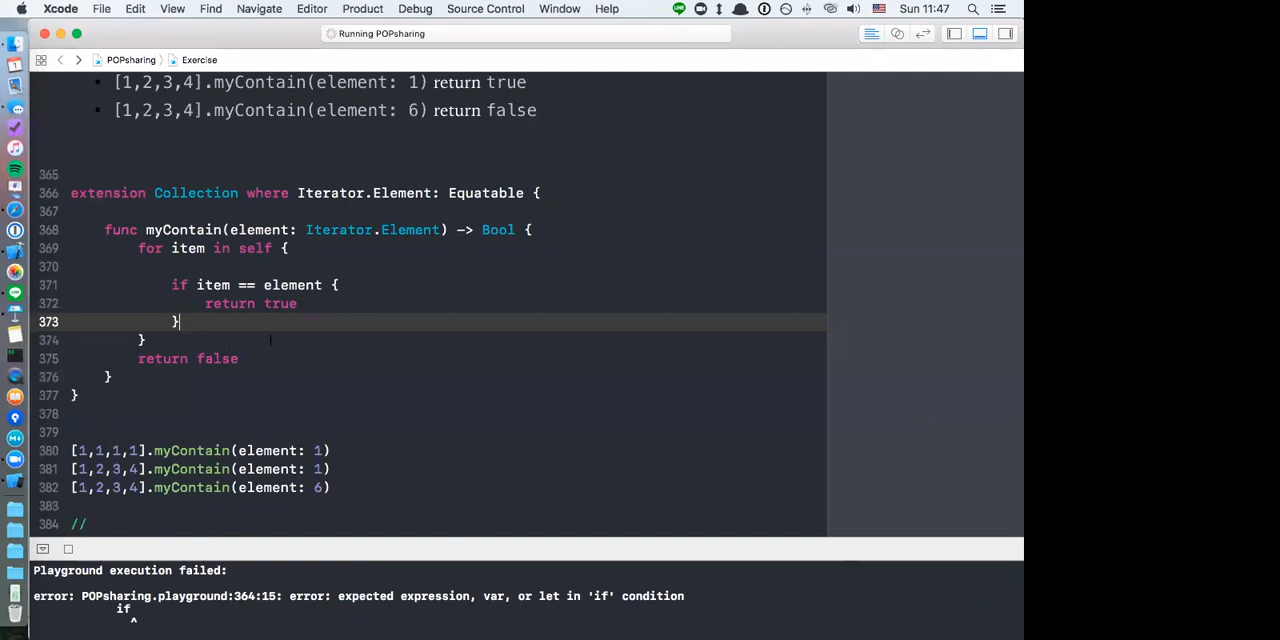 Xcode File Edit View Find Navigate Editor Product Debug Source Control Window Help Sun 11:47
Running POPsharing
POPsharing Exercise
• [1,2,3,4].myContain(element: 1) return true
• [1,2,3,4].myContain(element: 6) return false
365
366 extension Collection where Iterator.Element: Equatable {
367
368 func myContain(element: Iterator.Element) -> Bool {
369 for item in self {
370
371 if item == element {
372 return true
373 }
374 }
375 return false
376 }
377 }
378
379
380 [1,1,1,1].myContain(element: 1)
381 [1,2,3,4].myContain(element: 1)
382 [1,2,3,4].myContain(element: 6)
383
384 //
Playground execution failed:
error: POPsharing.playground:364:15: error: expected expression, var, or let in 'if' condition
if
^